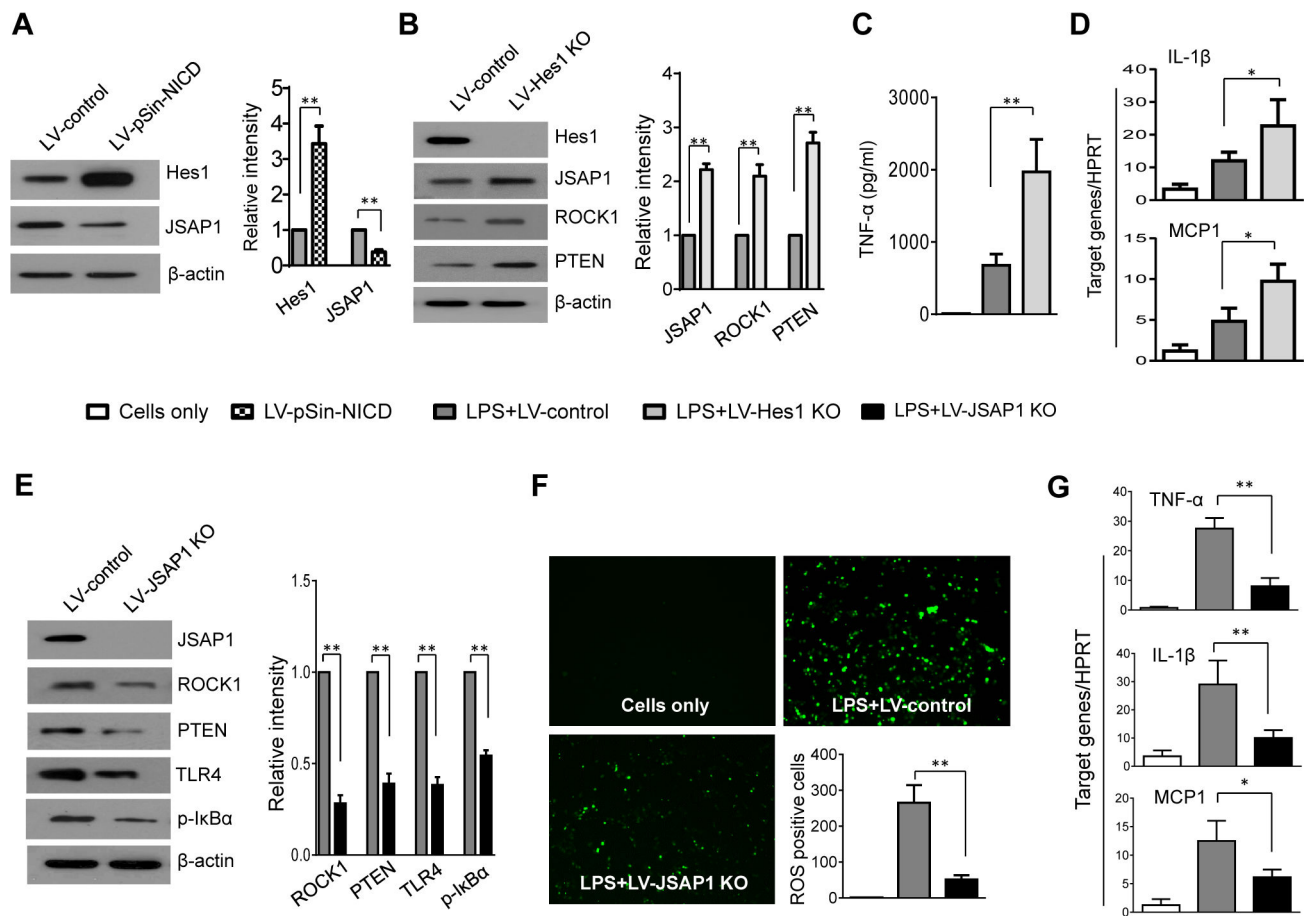 A
LV-control
LV-pSin-NICD
Hes1
JSAP1
β-actin
Relative intensity
5
4
3
2
1
0
**
**
Hes1
JSAP1
B
LV-control
LV-Hes1 KO
Hes1
JSAP1
ROCK1
PTEN
β-actin
Relative intensity
4
2
1
0
**
**
**
JSAP1
ROCK1
PTEN
C
TNF-α (pg/ml)
3000
2000
1000
0
**
D
Target genes/HPRT
IL-1β
40
30
20
10
0
*
MCP1
15
10
5
0
*
Cells only
LV-pSin-NICD
LPS+LV-control
LPS+LV-Hes1 KO
LPS+LV-JSAP1 KO
E
LV-control
LV-JSAP1 KO
JSAP1
ROCK1
PTEN
TLR4
p-IκBα
β-actin
Relative intensity
1.5
1.0
0.5
0.0
**
**
**
**
ROCK1
PTEN
TLR4
p-IκBα
F
Cells only
LPS+LV-control
LPS+LV-JSAP1 KO
ROS positive cells
400
300
200
100
0
**
G
Target genes/HPRT
TNF-α
40
30
20
10
0
**
IL-1β
40
30
20
10
0
**
MCP1
20
15
10
5
0
*